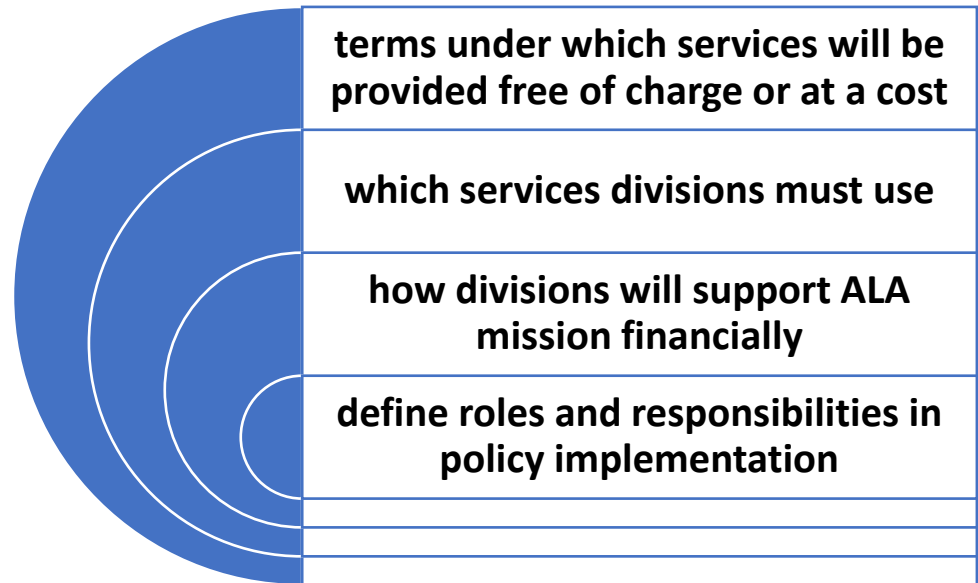 terms under which services will be
provided free of charge or at a cost
which services divisions must use
how divisions will support ALA
mission financially
define roles and responsibilities in
policy implementation